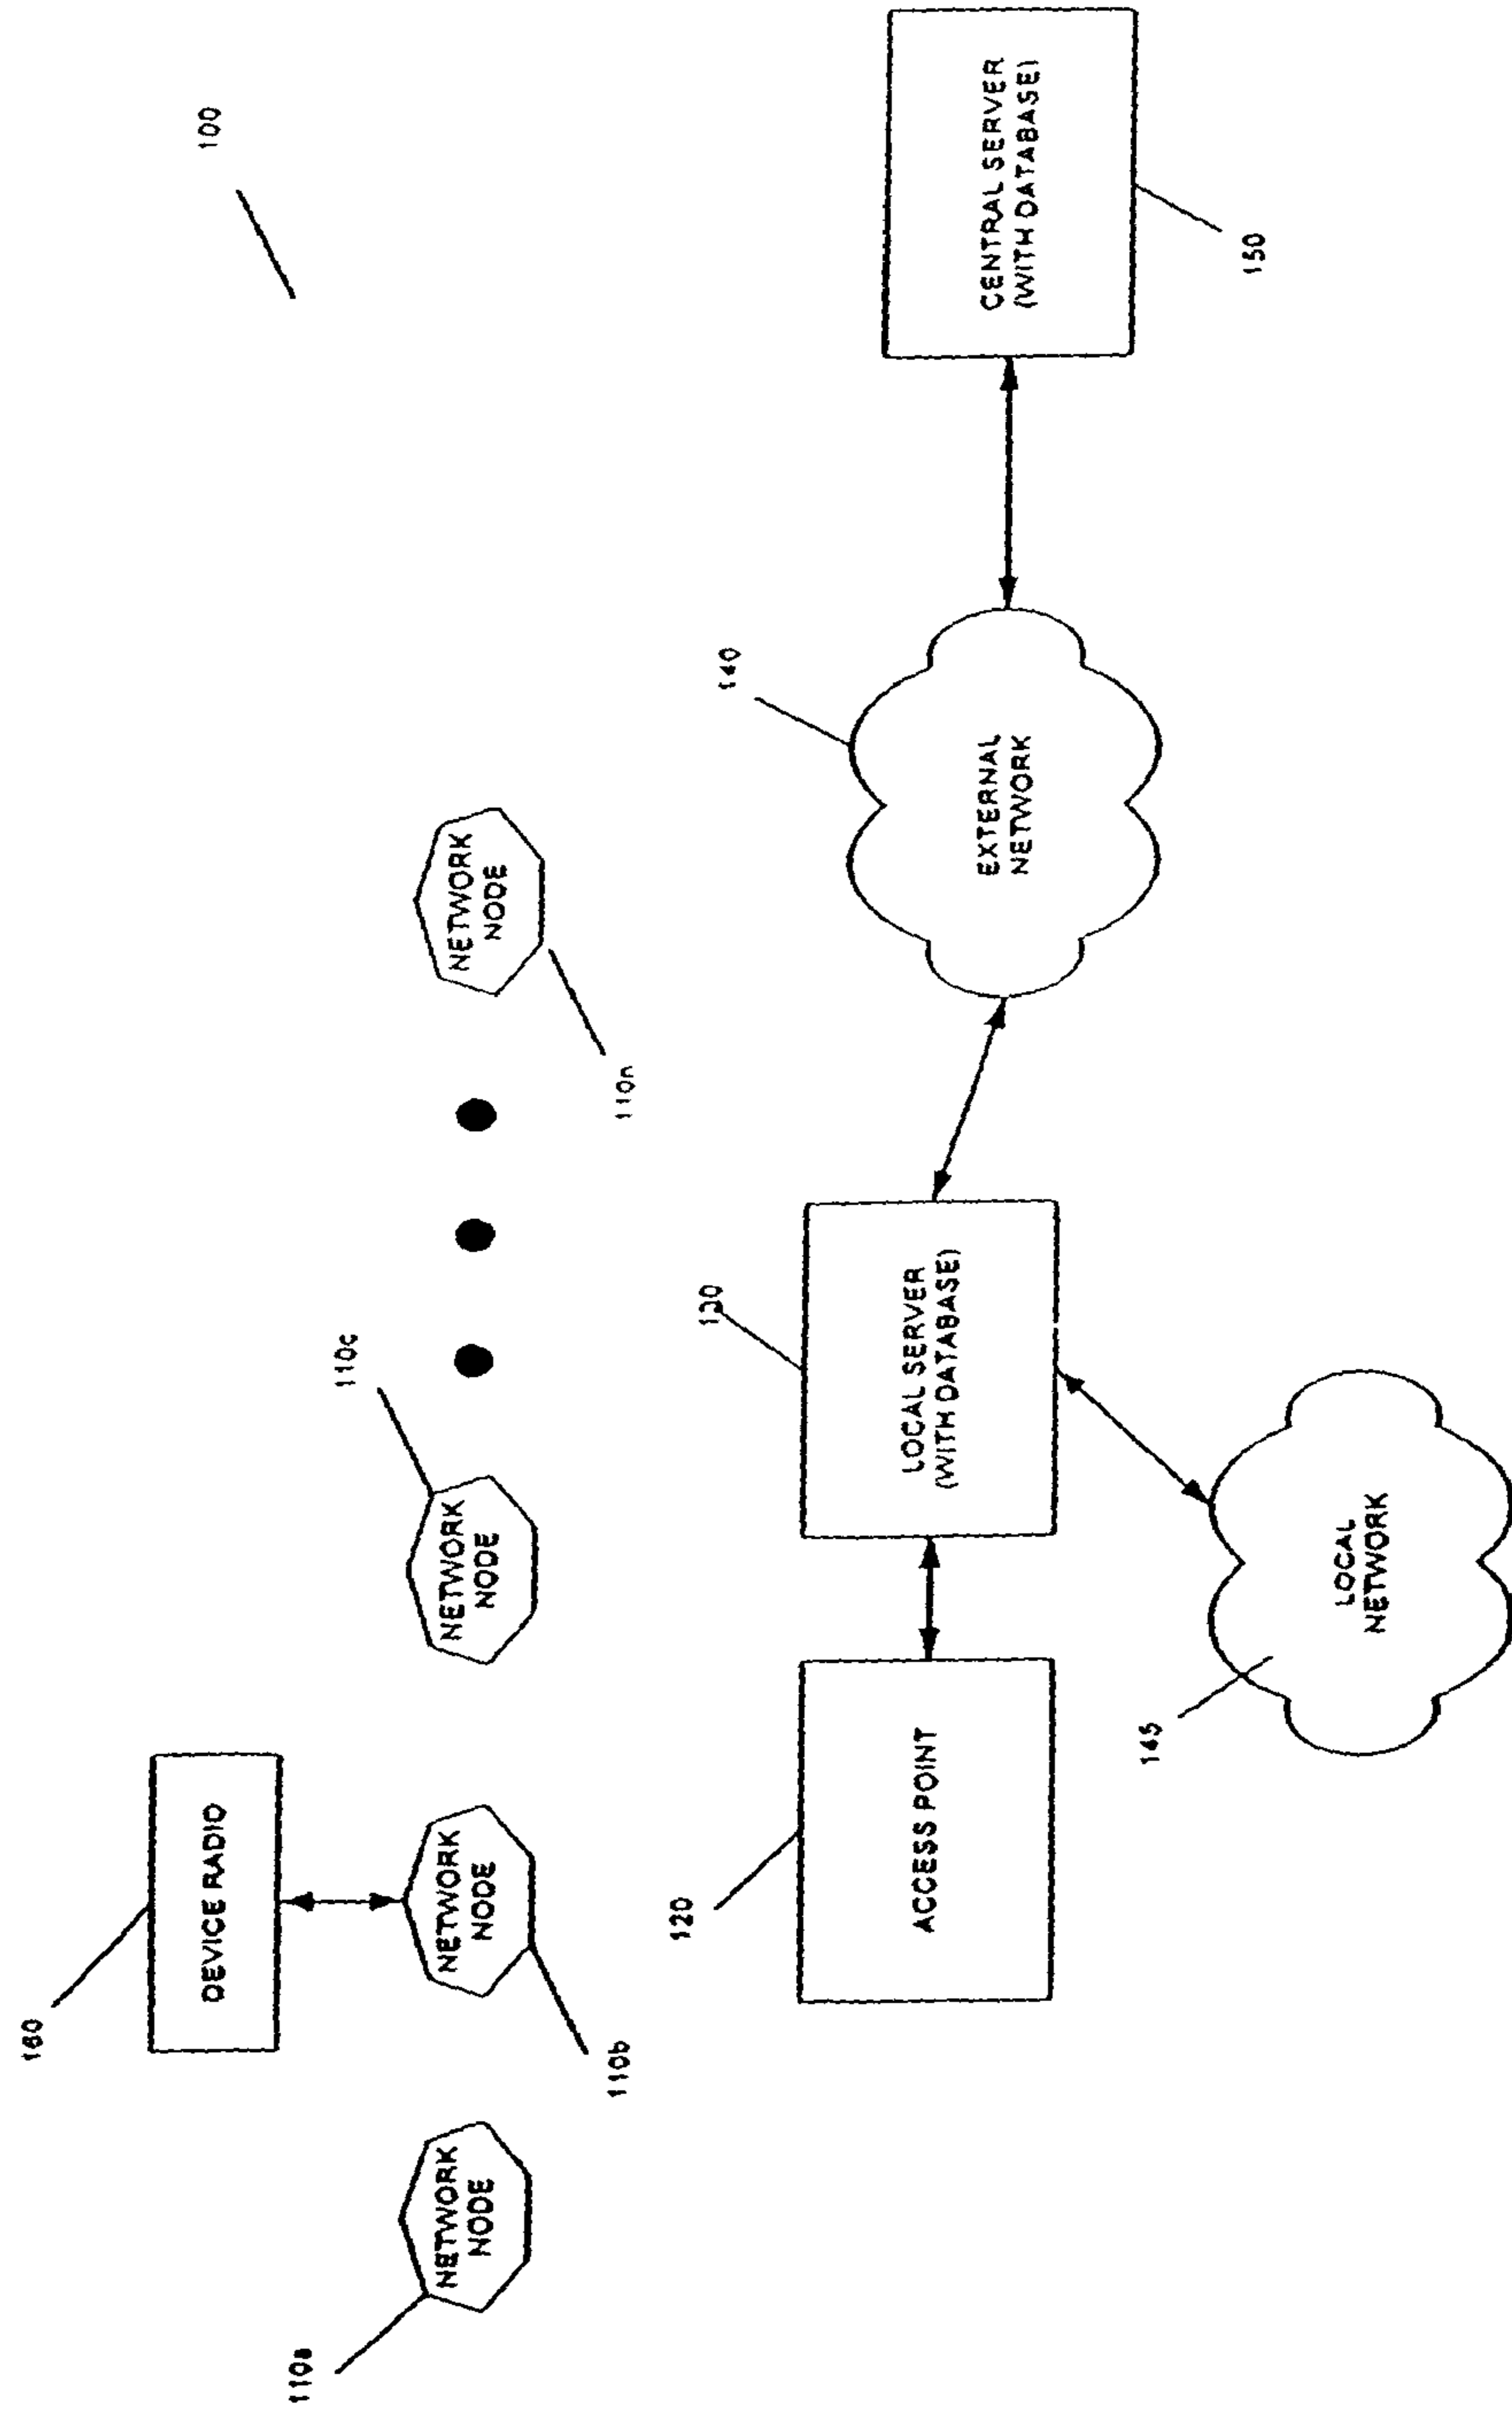 100
160
DEVICE RADIO
110a
NETWORK
NODE
NETWORK
NODE
110b
110c
NETWORK
NODE
NETWORK
NODE
110n
120
ACCESS POINT
130
LOCAL SERVER
(WITH DATABASE)
140
EXTERNAL
NETWORK
CENTRAL SERVER
(WITH DATABASE)
150
145
LOCAL
NETWORK